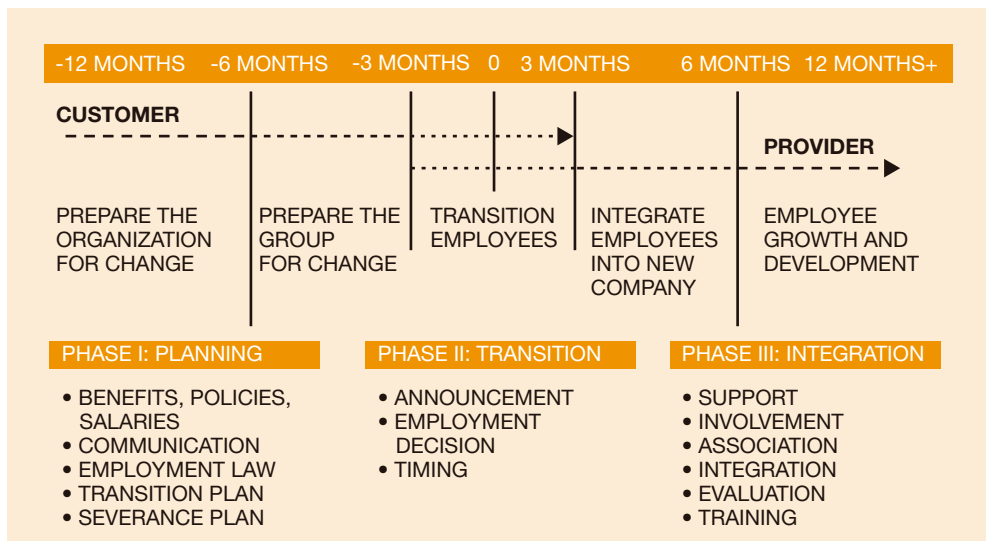 -12 MONTHS -6 MONTHS -3 MONTHS 0 3 MONTHS 6 MONTHS 12 MONTHS+
CUSTOMER
PROVIDER
PREPARE THE
ORGANIZATION
FOR CHANGE
PREPARE THE
GROUP
FOR CHANGE
TRANSITION
EMPLOYEES
INTEGRATE
EMPLOYEES
INTO NEW
COMPANY
EMPLOYEE
GROWTH AND
DEVELOPMENT
PHASE I: PLANNING
• BENEFITS, POLICIES,
SALARIES
• COMMUNICATION
• EMPLOYMENT LAW
• TRANSITION PLAN
• SEVERANCE PLAN
PHASE II: TRANSITION
• ANNOUNCEMENT
• EMPLOYMENT
DECISION
• TIMING
PHASE III: INTEGRATION
• SUPPORT
• INVOLVEMENT
• ASSOCIATION
• INTEGRATION
• EVALUATION
• TRAINING